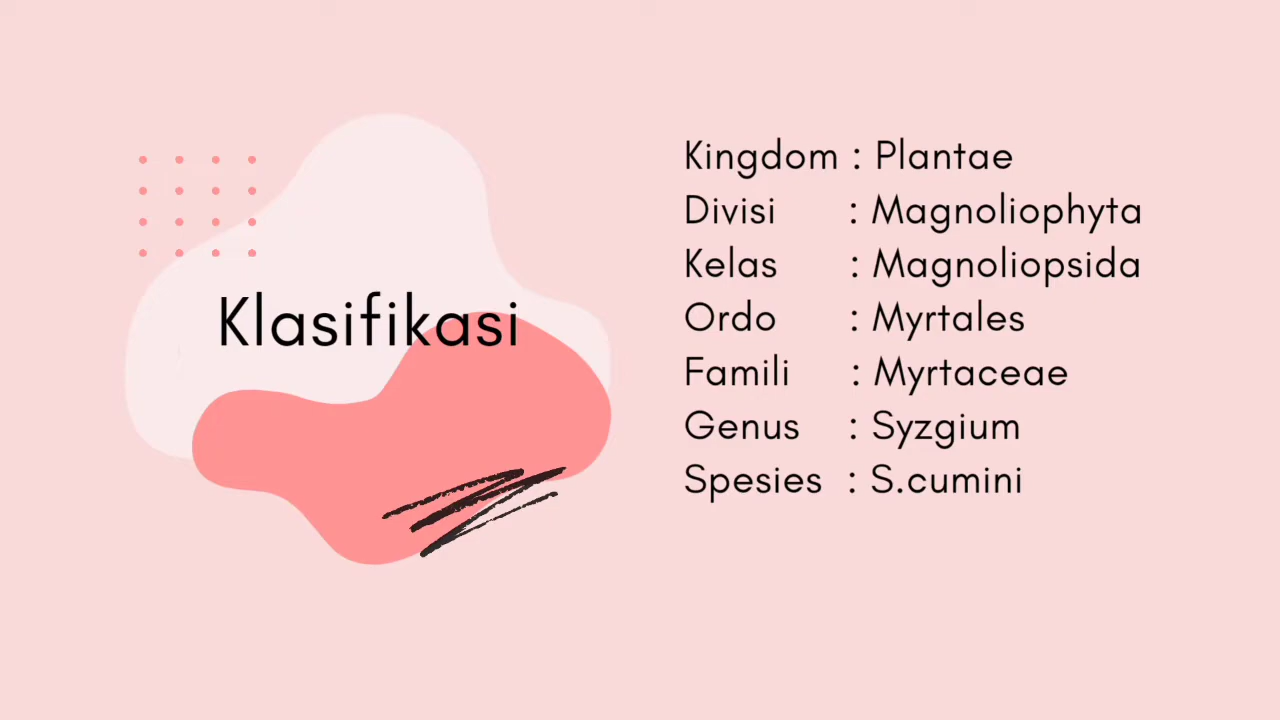 Klasifikasi
Kingdom : Plantae
Divisi : Magnoliophyta
Kelas : Magnoliopsida
Ordo : Myrtales
Famili : Myrtaceae
Genus : Syzgium
Spesies : S.cumini